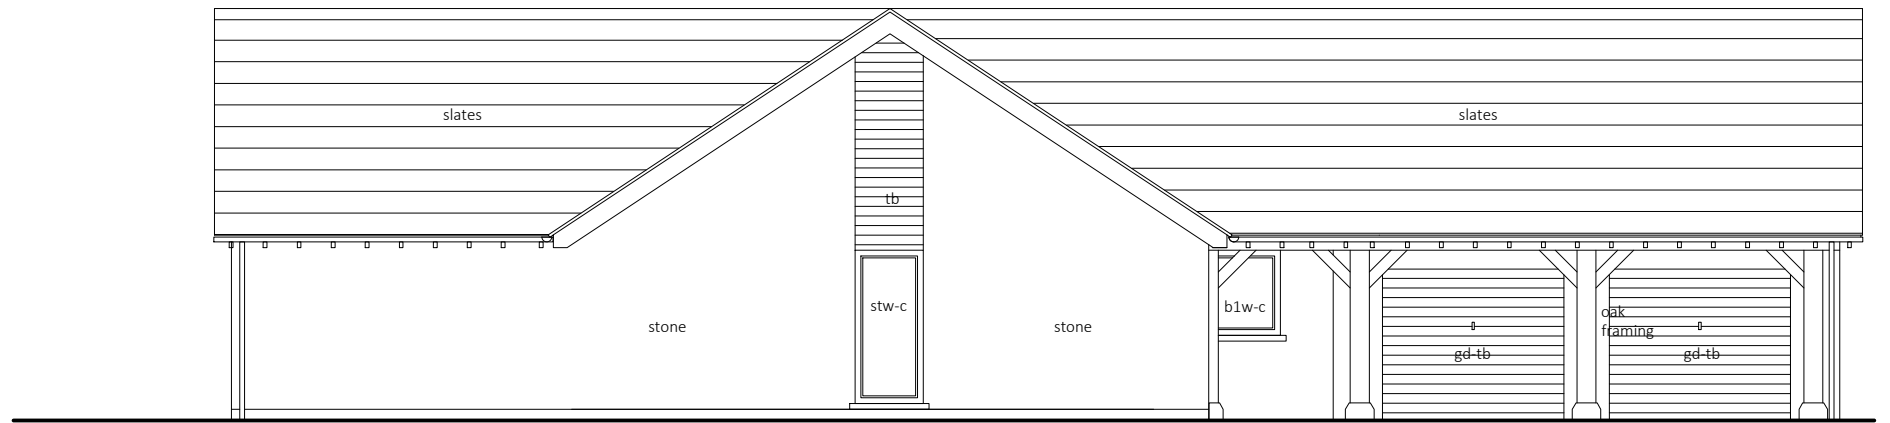 slates
slates
tb
stw-c
b1w-c
stone
stone
oak
framing
gd-tb
gd-tb